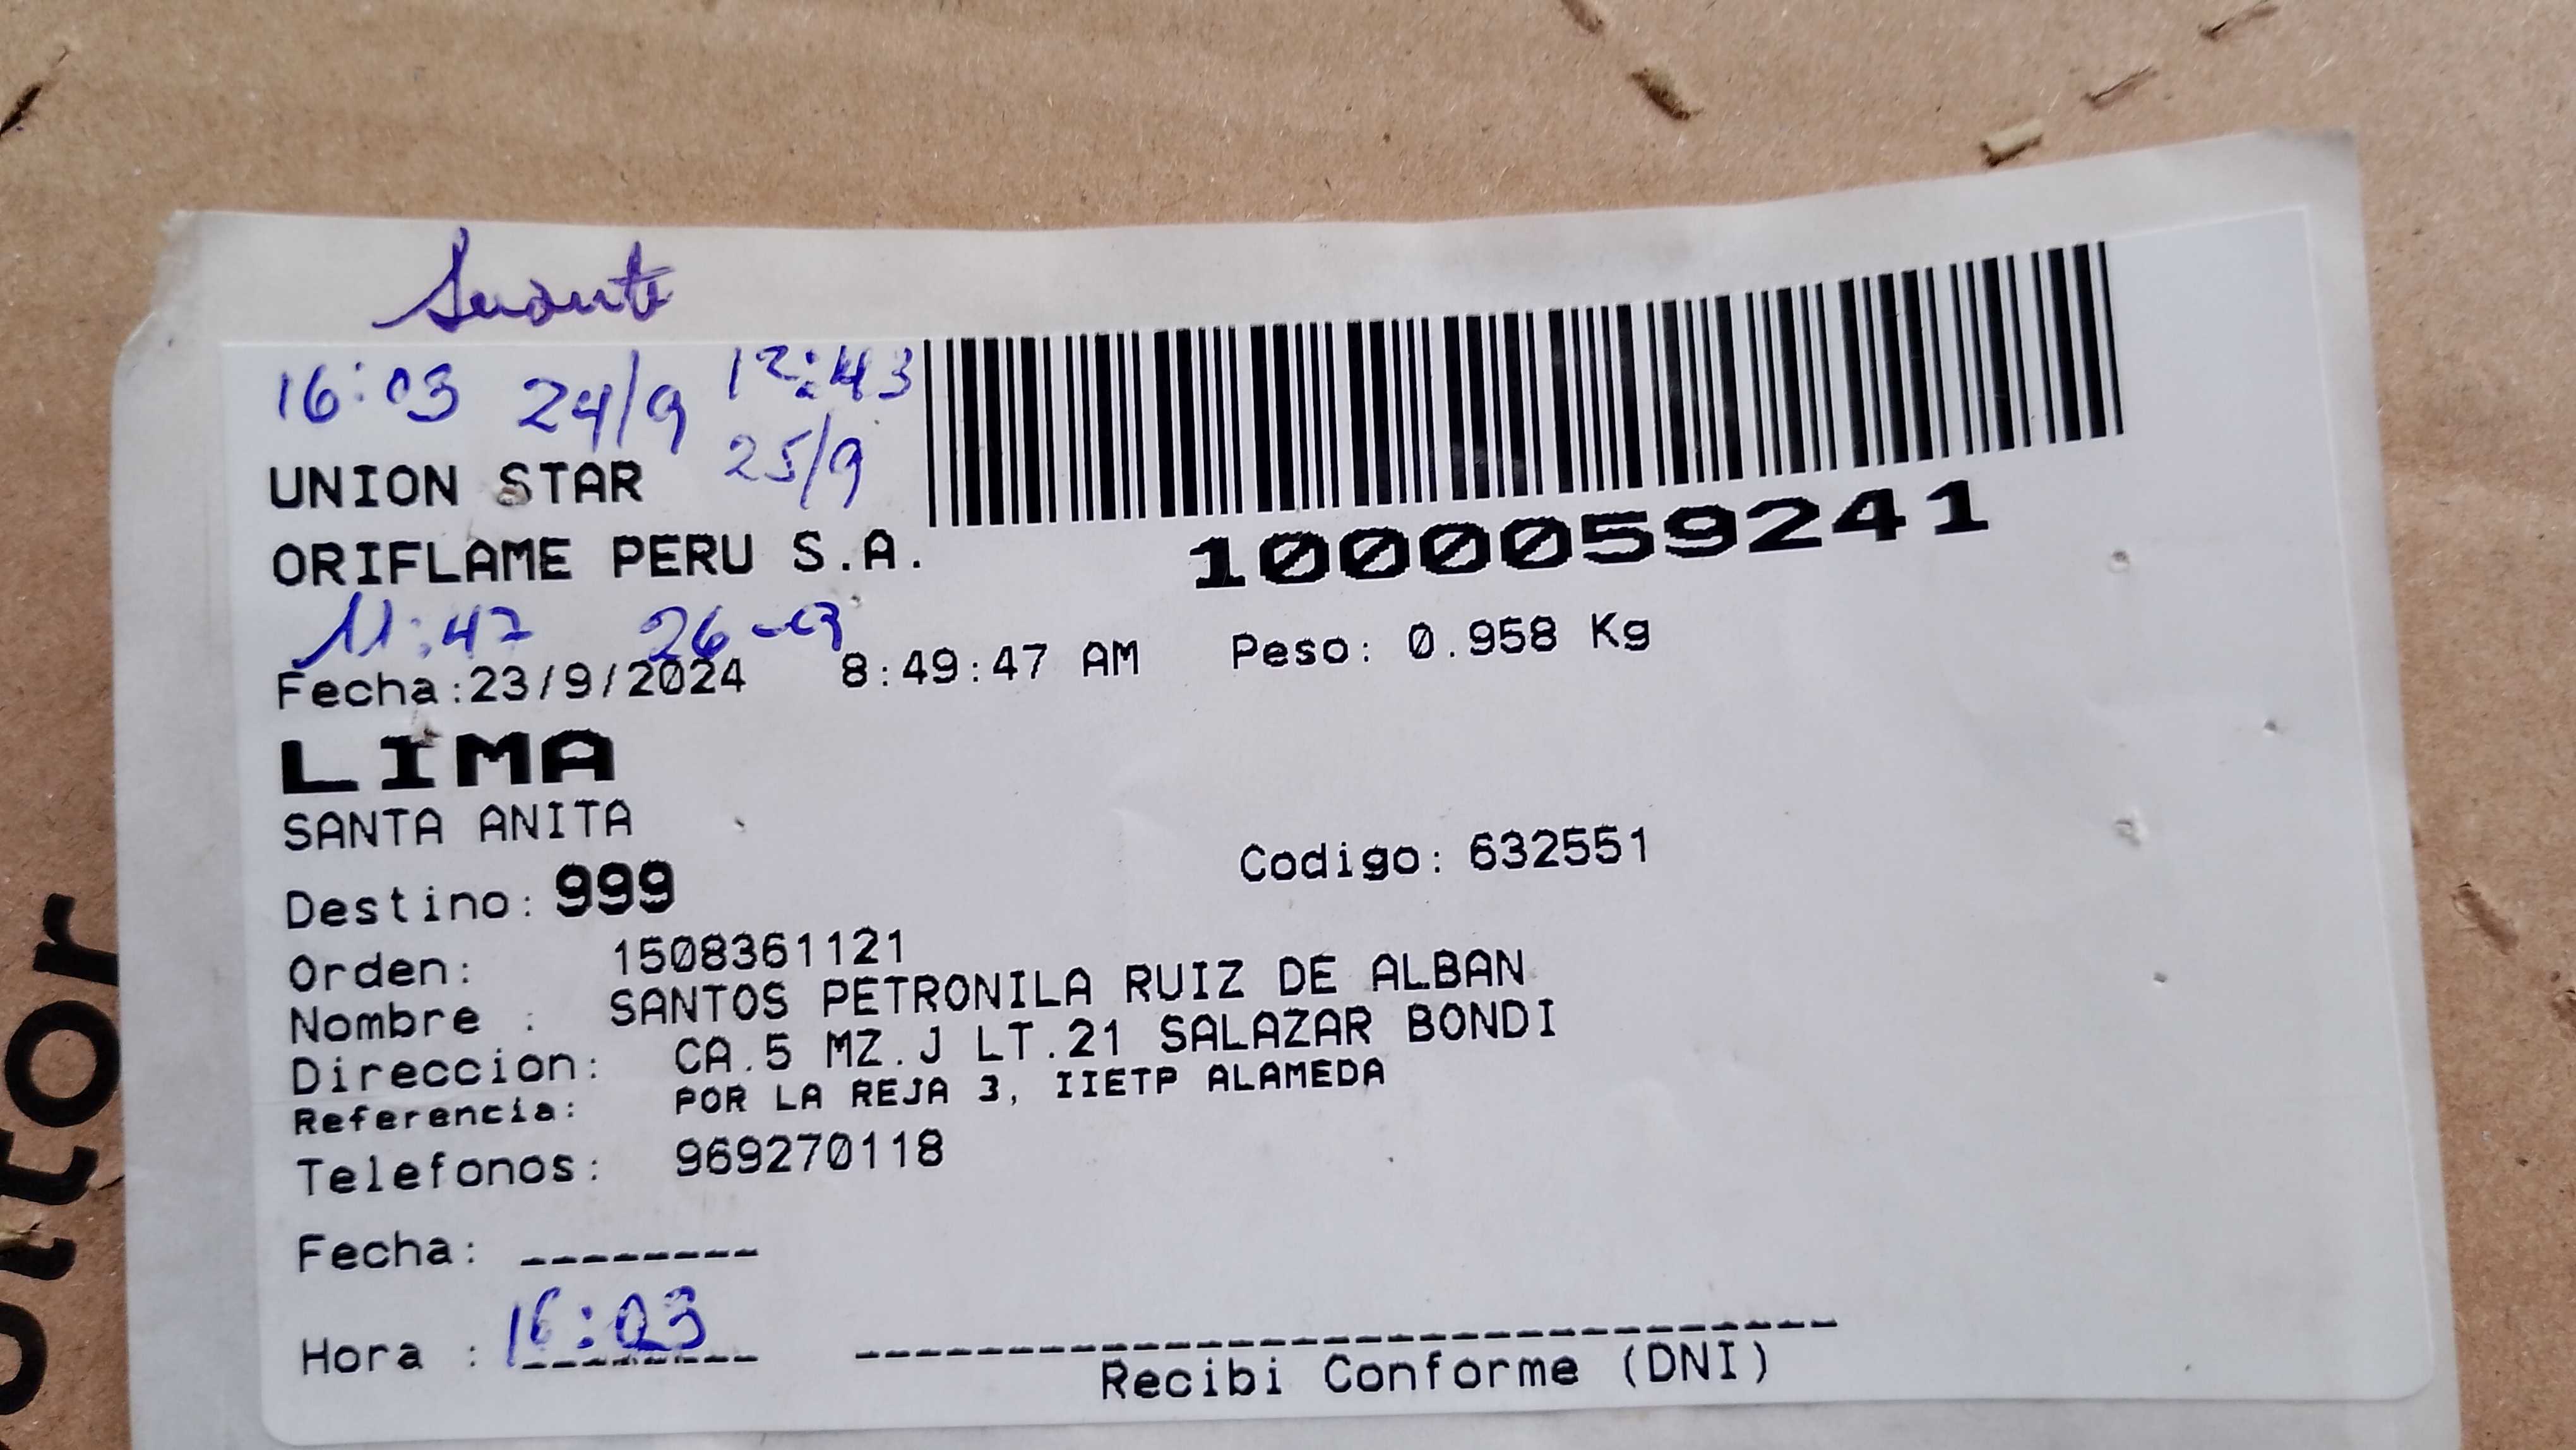 Ausente
16:03 24/9 12:43
25/9
UNION STAR
ORIFLAME PERU S.A.
1000059241
11:47 26-09
Fecha:23/9/2024 8:49:47 AM Peso: 0.958 Kg
LIMA
SANTA ANITA
Codigo: 632551
Destino: 999
Orden: 1508361121
Nombre : SANTOS PETRONILA RUIZ DE ALBAN
Direccion: CA.5 MZ.J LT.21 SALAZAR BONDI
Referencia: POR LA REJA 3, IIETP ALAMEDA
Telefonos: 969270118
Fecha: --------
Hora : 16:03
Recibi Conforme (DNI)